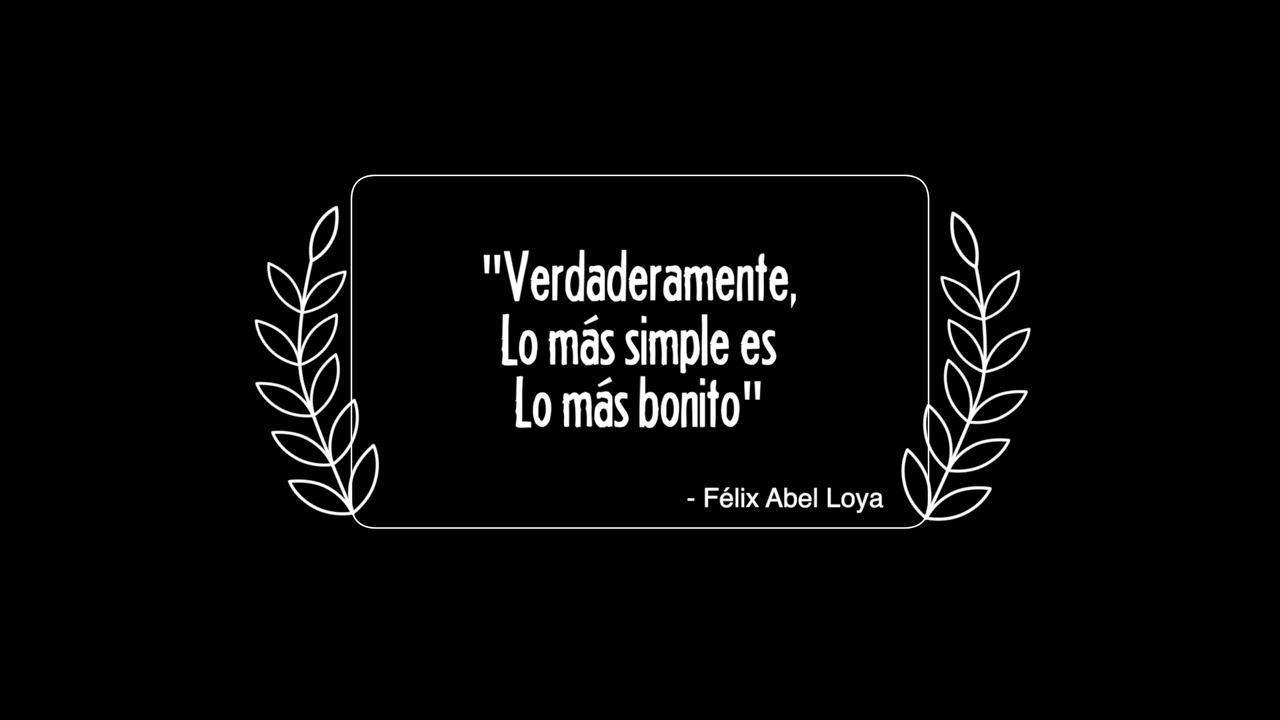 "Verdaderamente,
Lo más simple es
Lo más bonito"
- Félix Abel Loya